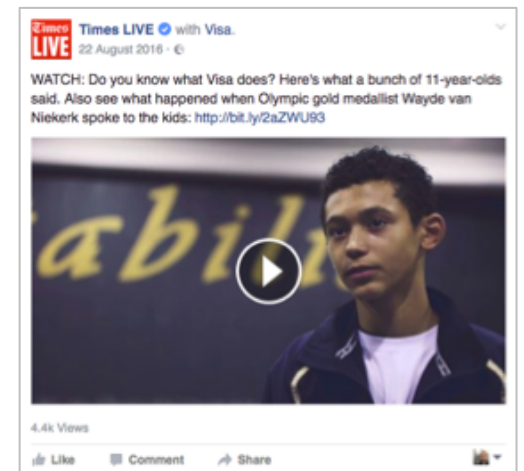 Times LIVE
Times LIVE with Visa.
22 August 2016 ·
WATCH: Do you know what Visa does? Here's what a bunch of 11-year-olds
said. Also see what happened when Olympic gold medallist Wayde van
Niekerk spoke to the kids: http://bit.ly/2aZWU93
abili
4.4k Views
Like Comment Share